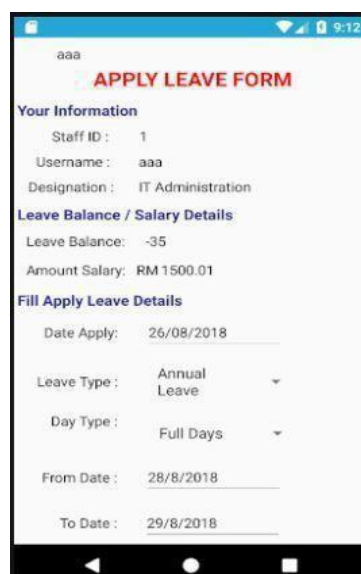 9:12
aaa
APPLY LEAVE FORM
Your Information
Staff ID : 1
Username : aaa
Designation : IT Administration
Leave Balance / Salary Details
Leave Balance: -35
Amount Salary: RM 1500.01
Fill Apply Leave Details
Date Apply: 26/08/2018
Leave Type : Annual
Leave
Day Type :
Full Days
From Date : 28/8/2018
To Date : 29/8/2018